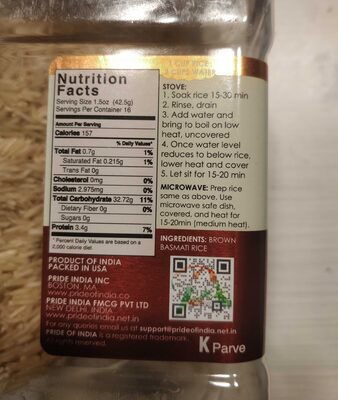 1 CUP RICE:
2 CUPS WATER
Nutrition
Facts
Serving Size 1.5oz (42.5g)
Servings Per Container 16
Amount Per Serving
Calories 157
% Daily Values*
Total Fat 0.7g 1%
Saturated Fat 0.215g 1%
Trans Fat 0g
Cholesterol 0mg 0%
Sodium 2.975mg 0%
Total Carbohydrate 32.72g 11%
Dietary Fiber 0g 0%
Sugars 0g
Protein 3.4g 7%
* Percent Daily Values are based on a
2,000 calorie diet.
STOVE:
1. Soak rice 15-30 min
2. Rinse, drain
3. Add water and
bring to boil on low
heat, uncovered
4. Once water level
reduces to below rice,
lower heat and cover
5. Let sit for 15-20 min
MICROWAVE: Prep rice
same as above. Use
microwave safe dish,
covered, and heat for
15-20min (medium heat).
INGREDIENTS: BROWN
BASMATI RICE
PRODUCT OF INDIA
PACKED IN USA
PRIDE INDIA INC
BOSTON, MA
www.prideofindia.co
PRIDE INDIA FMCG PVT LTD
NEW DELHI, INDIA
www.prideofindia.net.in
For any queries email us at support@prideofindia.net.in
PRIDE OF INDIA is a registered trademark.
All rights reserved.
K Parve